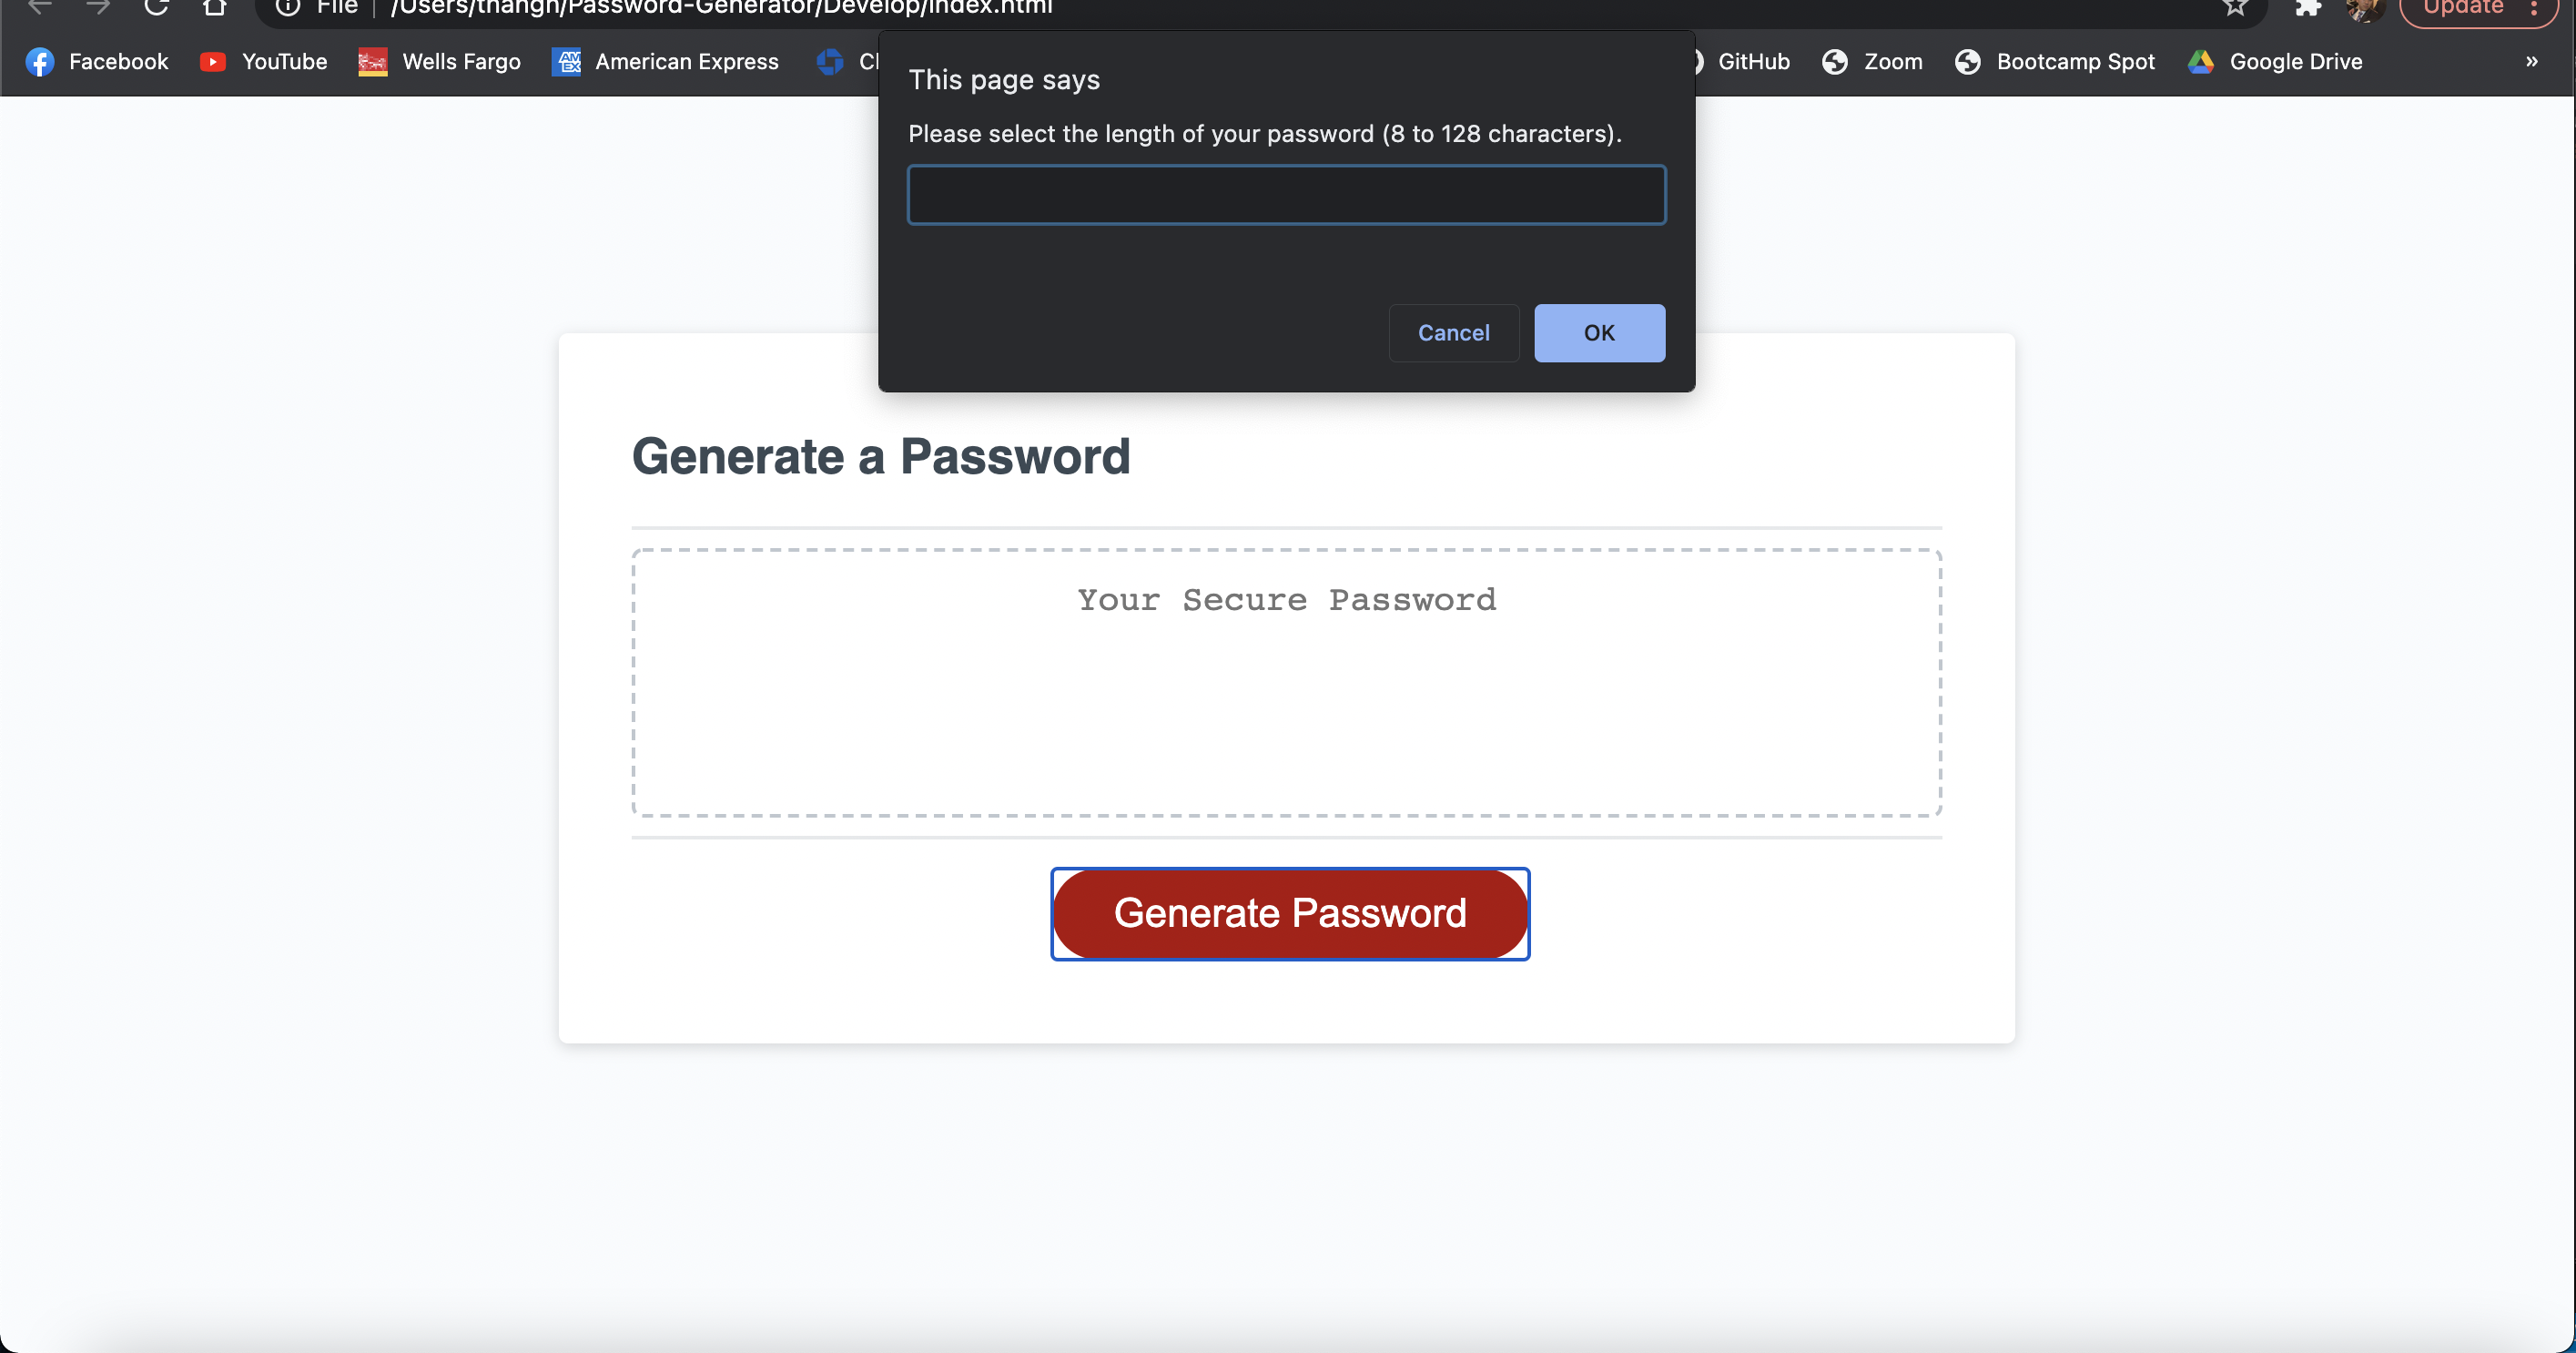 File /Users/thangn/Password-Generator/Develop/index.html Update
Facebook YouTube Wells Fargo American Express GitHub Zoom Bootcamp Spot Google Drive »
This page says
Please select the length of your password (8 to 128 characters).
Cancel OK
Generate a Password
Your Secure Password
Generate Password